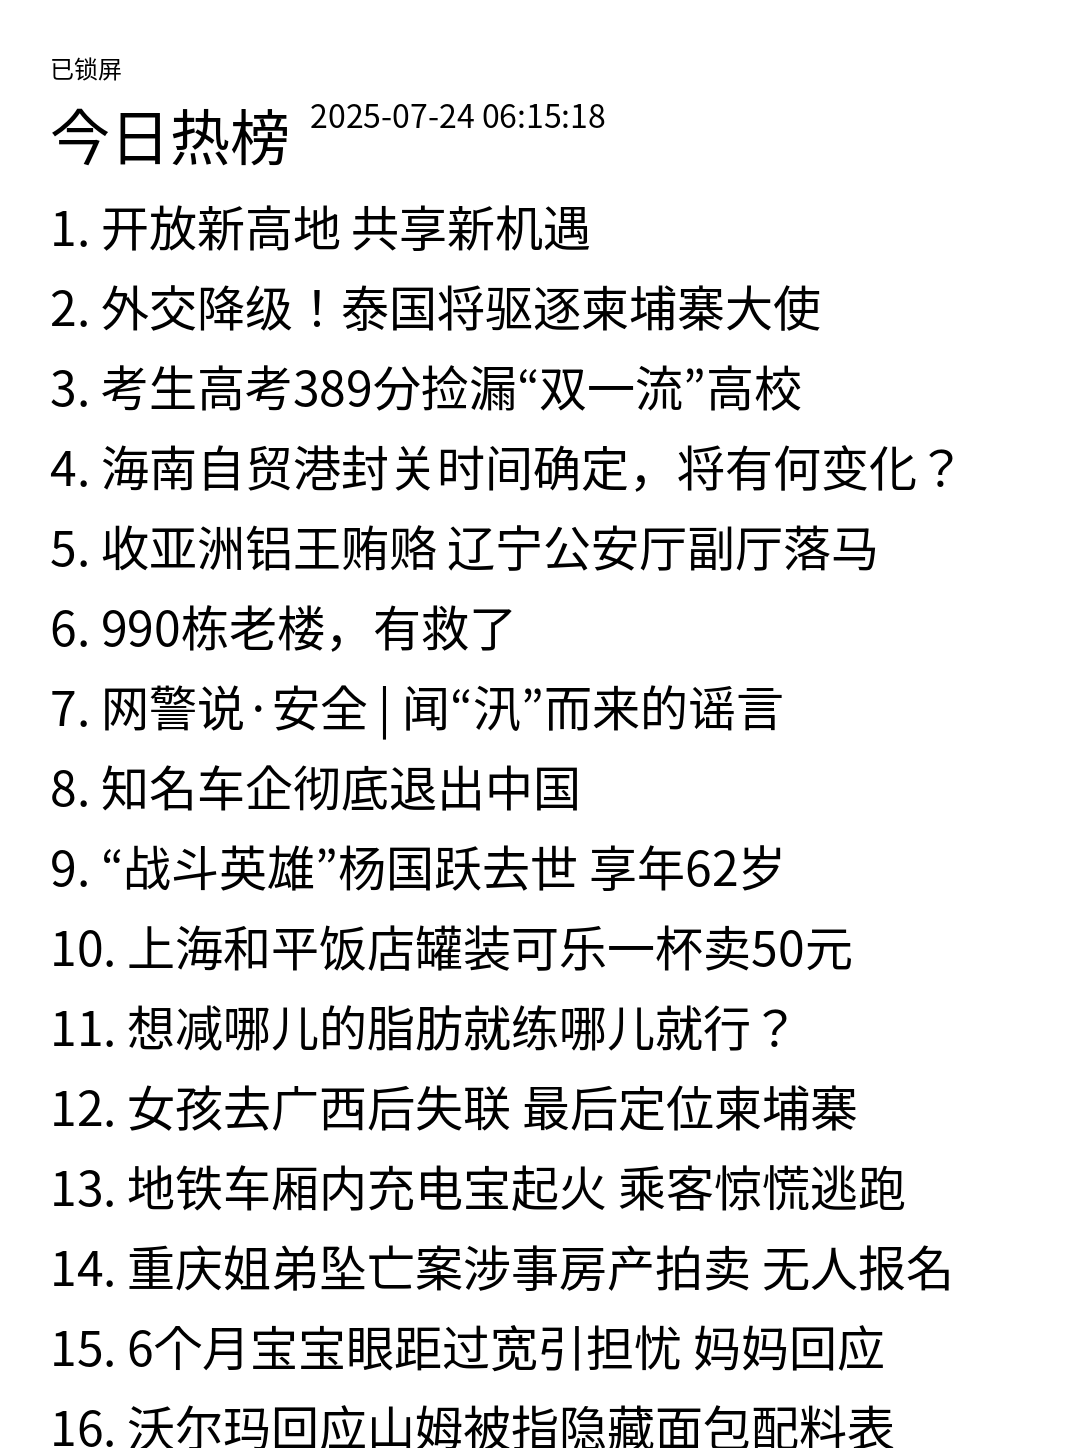 已锁屏
今日热榜 2025-07-24 06:15:18
1. 开放新高地 共享新机遇
2. 外交降级！泰国将驱逐柬埔寨大使
3. 考生高考389分捡漏“双一流”高校
4. 海南自贸港封关时间确定，将有何变化？
5. 收亚洲铝王贿赂 辽宁公安厅副厅落马
6. 990栋老楼，有救了
7. 网警说·安全 | 闻“汛”而来的谣言
8. 知名车企彻底退出中国
9. “战斗英雄”杨国跃去世 享年62岁
10. 上海和平饭店罐装可乐一杯卖50元
11. 想减哪儿的脂肪就练哪儿就行？
12. 女孩去广西后失联 最后定位柬埔寨
13. 地铁车厢内充电宝起火 乘客惊慌逃跑
14. 重庆姐弟坠亡案涉事房产拍卖 无人报名
15. 6个月宝宝眼距过宽引担忧 妈妈回应
16. 沃尔玛回应山姆被指隐藏面包配料表